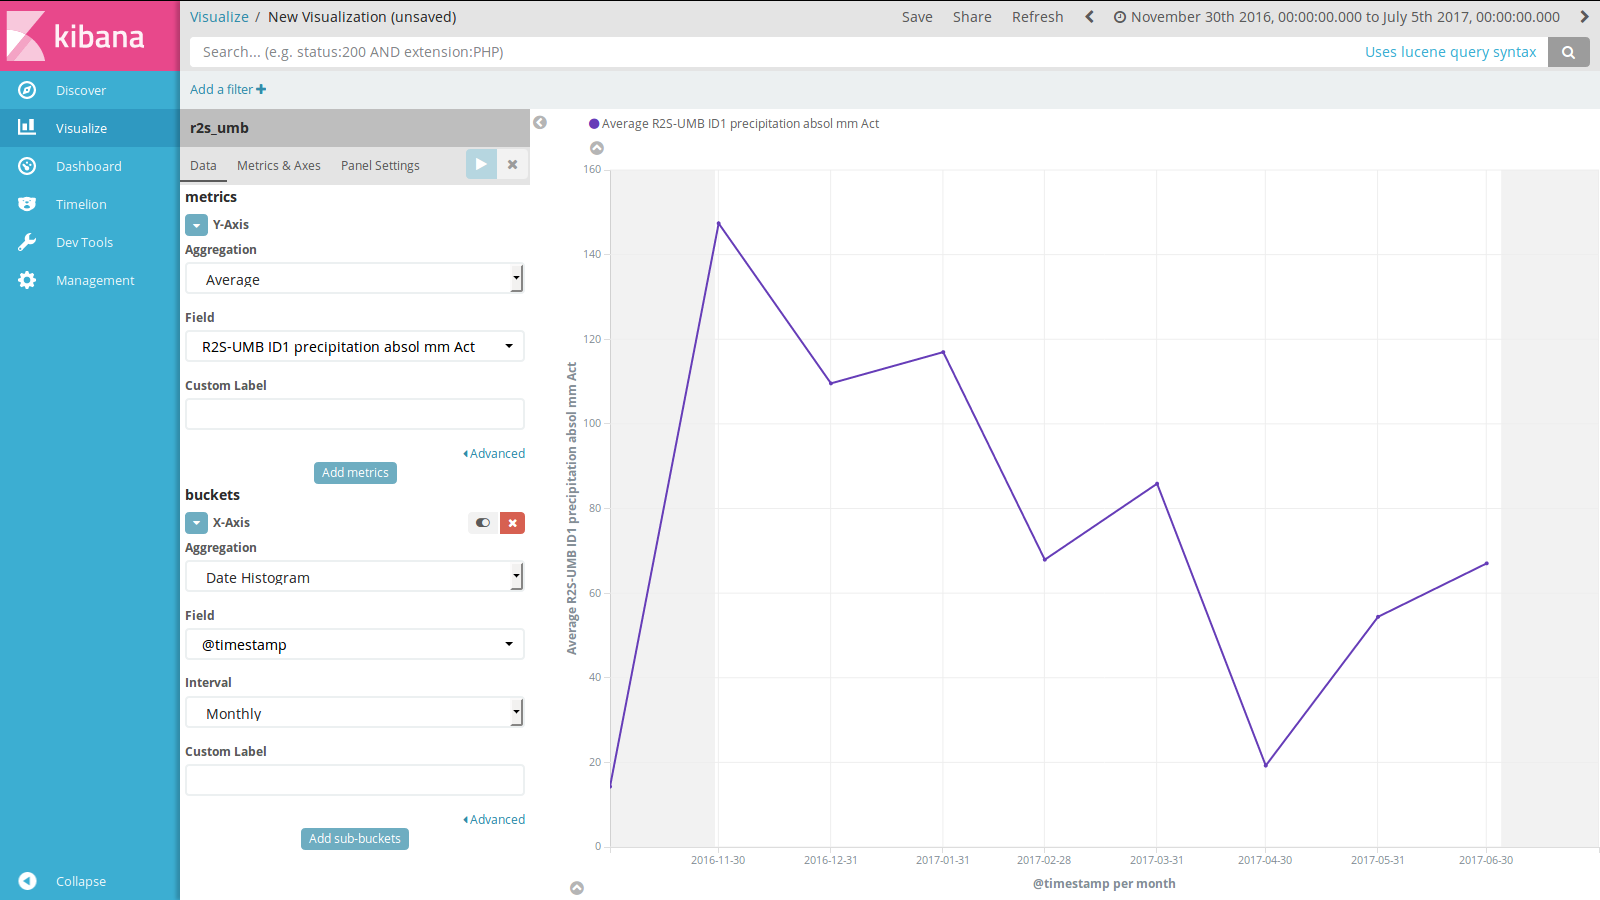 kibana
Discover
Visualize
Dashboard
Timelion
Dev Tools
Management
Collapse
Visualize / New Visualization (unsaved)
Save Share Refresh November 30th 2016, 00:00:00.000 to July 5th 2017, 00:00:00.000
Search... (e.g. status:200 AND extension:PHP) Uses lucene query syntax
Add a filter
r2s_umb
Data Metrics & Axes Panel Settings
metrics
Y-Axis
Aggregation
Average
Field
R2S-UMB ID1 precipitation absol mm Act
Custom Label
Advanced
Add metrics
buckets
X-Axis
Aggregation
Date Histogram
Field
@timestamp
Interval
Monthly
Custom Label
Advanced
Add sub-buckets
Average R2S-UMB ID1 precipitation absol mm Act
Average R2S-UMB ID1 precipitation absol mm Act
160
140
120
100
80
60
40
20
0
2016-11-30 2016-12-31 2017-01-31 2017-02-28 2017-03-31 2017-04-30 2017-05-31 2017-06-30
@timestamp per month